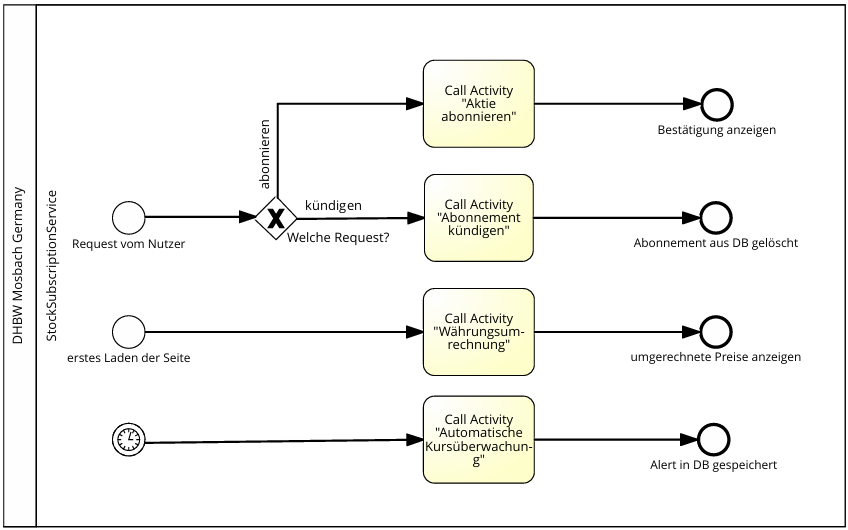 DHBW Mosbach Germany
StockSubscriptionService
Call Activity
"Aktie
abonnieren"
Bestätigung anzeigen
abonnieren
Request vom Nutzer
kündigen
Welche Request?
Call Activity
"Abonnement
kündigen"
Abonnement aus DB gelöscht
erstes Laden der Seite
Call Activity
"Währungsum-
rechnung"
umgerechnete Preise anzeigen
Call Activity
"Automatische
Kursüberwachun-
g"
Alert in DB gespeichert